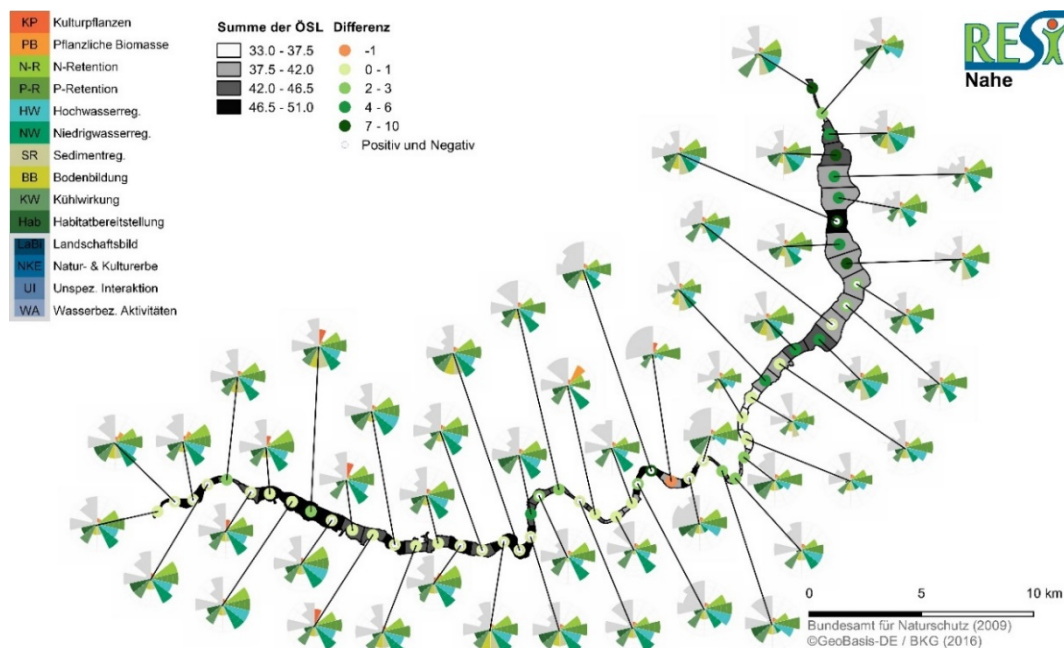 KP Kulturpflanzen
PB Pflanzliche Biomasse
N-R N-Retention
P-R P-Retention
HW Hochwasserreg.
NW Niedrigwasserreg.
SR Sedimentreg.
BB Bodenbildung
KW Kühlwirkung
Hab Habitatbereitstellung
LaBi Landschaftsbild
NKE Natur- & Kulturerbe
UI Unspez. Interaktion
WA Wasserbez. Aktivitäten
Summe der ÖSL
33.0 - 37.5
37.5 - 42.0
42.0 - 46.5
46.5 - 51.0
Differenz
-1
0 - 1
2 - 3
4 - 6
7 - 10
Positiv und Negativ
RESI
Nahe
0 5 10 km
Bundesamt für Naturschutz (2009)
©GeoBasis-DE / BKG (2016)